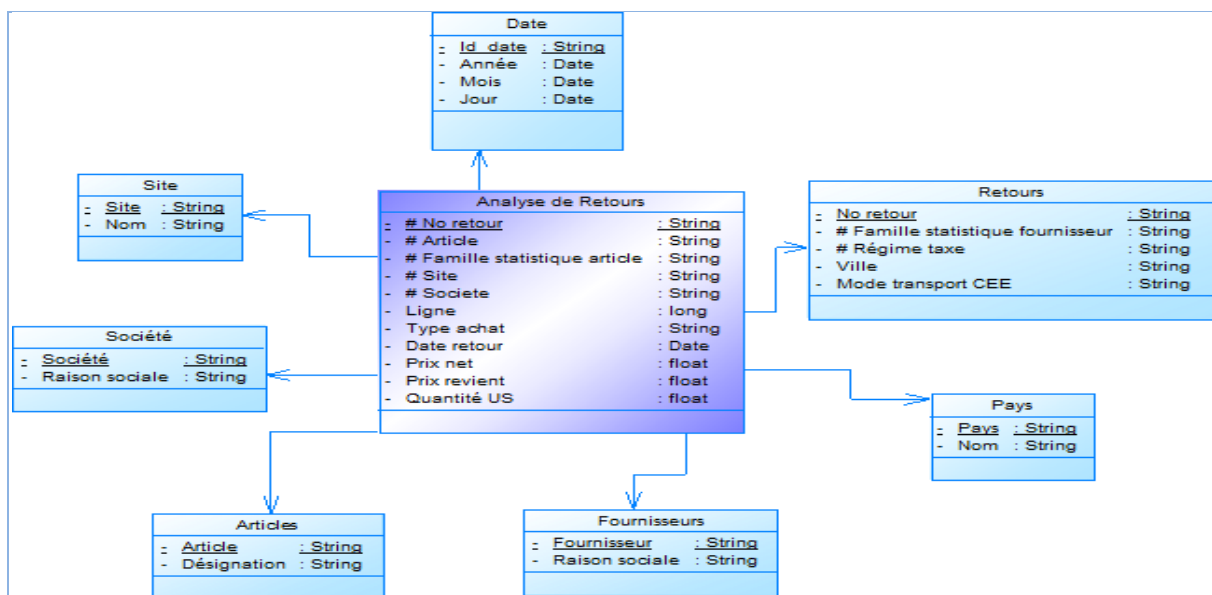 Date
- Id_date : String
- Année : Date
- Mois : Date
- Jour : Date
Site
- Site : String
- Nom : String
Analyse de Retours
- # No retour : String
- # Article : String
- # Famille statistique article : String
- # Site : String
- # Societe : String
- Ligne : long
- Type achat : String
- Date retour : Date
- Prix net : float
- Prix revient : float
- Quantité US : float
Retours
- No retour : String
- # Famille statistique fournisseur : String
- # Régime taxe : String
- Ville : String
- Mode transport CEE : String
Société
- Société : String
- Raison sociale : String
Pays
- Pays : String
- Nom : String
Articles
- Article : String
- Désignation : String
Fournisseurs
- Fournisseur : String
- Raison sociale : String